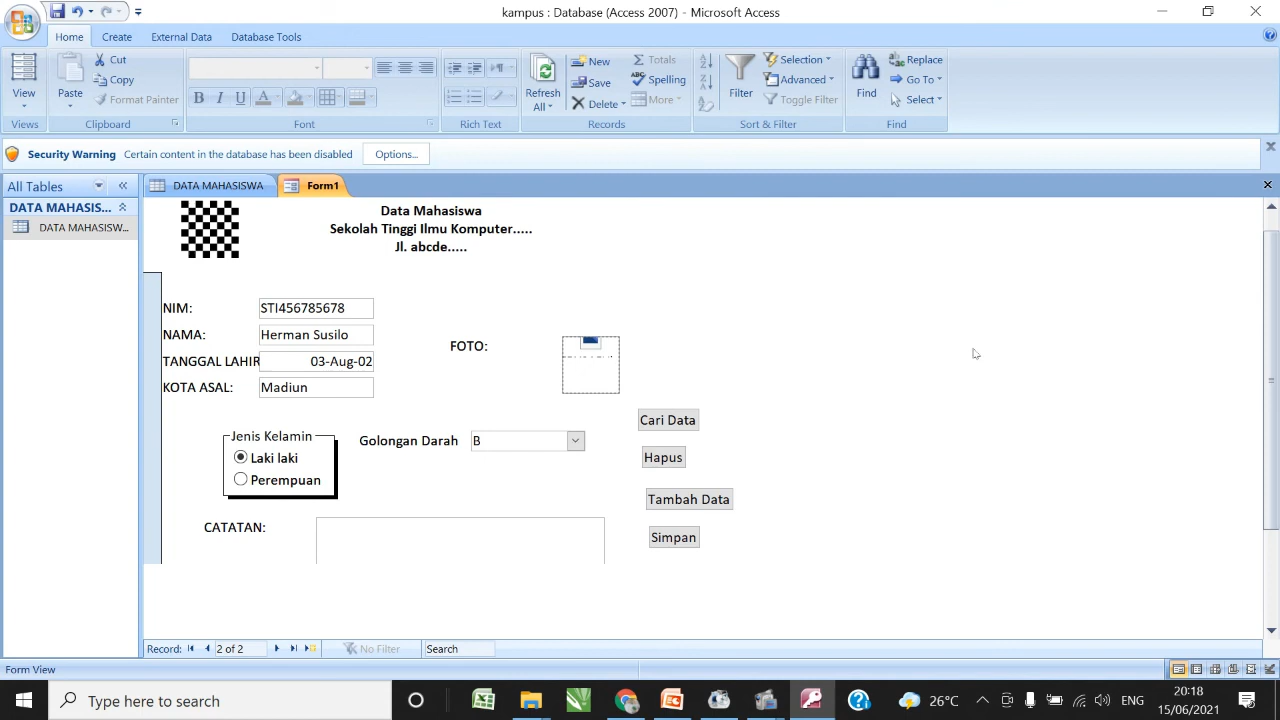 kampus : Database (Access 2007) - Microsoft Access
Home Create External Data Database Tools
View
Views
Paste
Cut
Copy
Format Painter
Clipboard
B I U A
Font
Rich Text
Refresh All
New
Save
Delete
Totals
Spelling
More
Records
Filter
Selection
Advanced
Toggle Filter
Sort & Filter
Find
Replace
Go To
Select
Find
Security Warning Certain content in the database has been disabled Options...
All Tables
DATA MAHASIS...
DATA MAHASISW...
DATA MAHASISWA Form1
Data Mahasiswa
Sekolah Tinggi Ilmu Komputer.....
Jl. abcde.....
NIM: STI456785678
NAMA: Herman Susilo
TANGGAL LAHIR 03-Aug-02
KOTA ASAL: Madiun
FOTO:
Jenis Kelamin
Laki laki
Perempuan
Golongan Darah B
CATATAN:
Cari Data
Hapus
Tambah Data
Simpan
Record: 2 of 2 No Filter Search
Form View
Type here to search
26°C ENG
20:18
15/06/2021